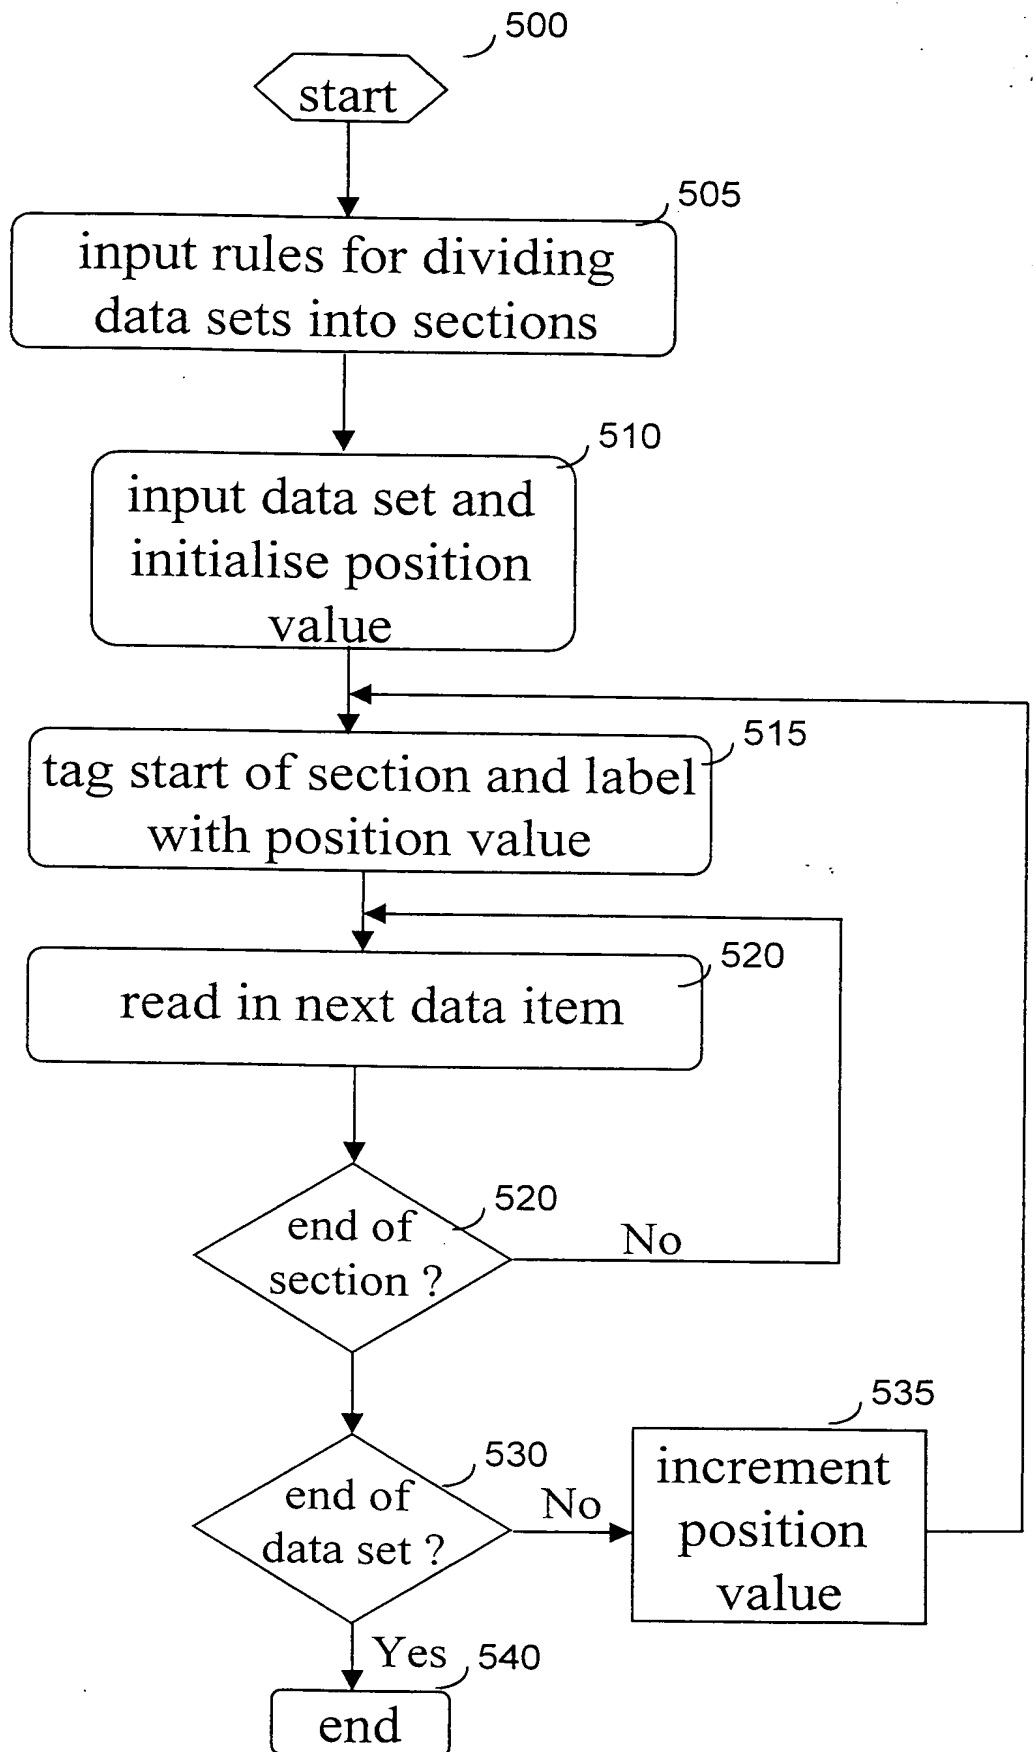 500
start
505
input rules for dividing
data sets into sections
510
input data set and
initialise position
value
515
tag start of section and label
with position value
520
read in next data item
520
end of
section ?
No
535
increment
position
value
530
end of
data set ?
No
Yes
540
end